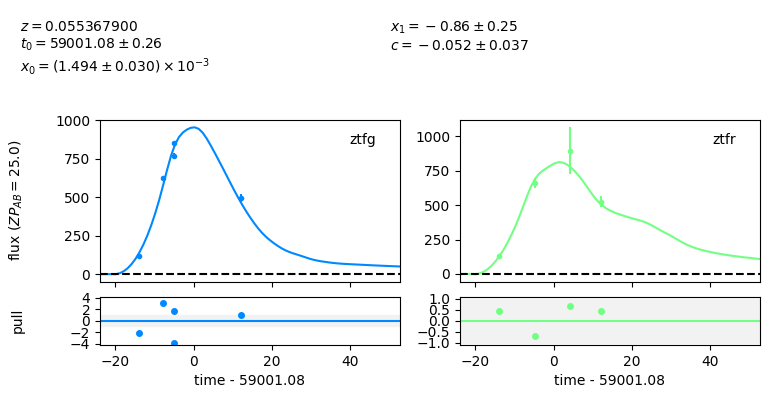 z = 0.055367900
t₀ = 59001.08 ± 0.26
x₀ = (1.494 ± 0.030) × 10⁻³
x₁ = −0.86 ± 0.25
c = −0.052 ± 0.037
flux (ZP_AB = 25.0)
1000
750
500
250
0
ztfg
1000
750
500
250
0
ztfr
pull
4
2
0
−2
−4
−20 0 20 40
time - 59001.08
1.0
0.5
0.0
−0.5
−1.0
−20 0 20 40
time - 59001.08